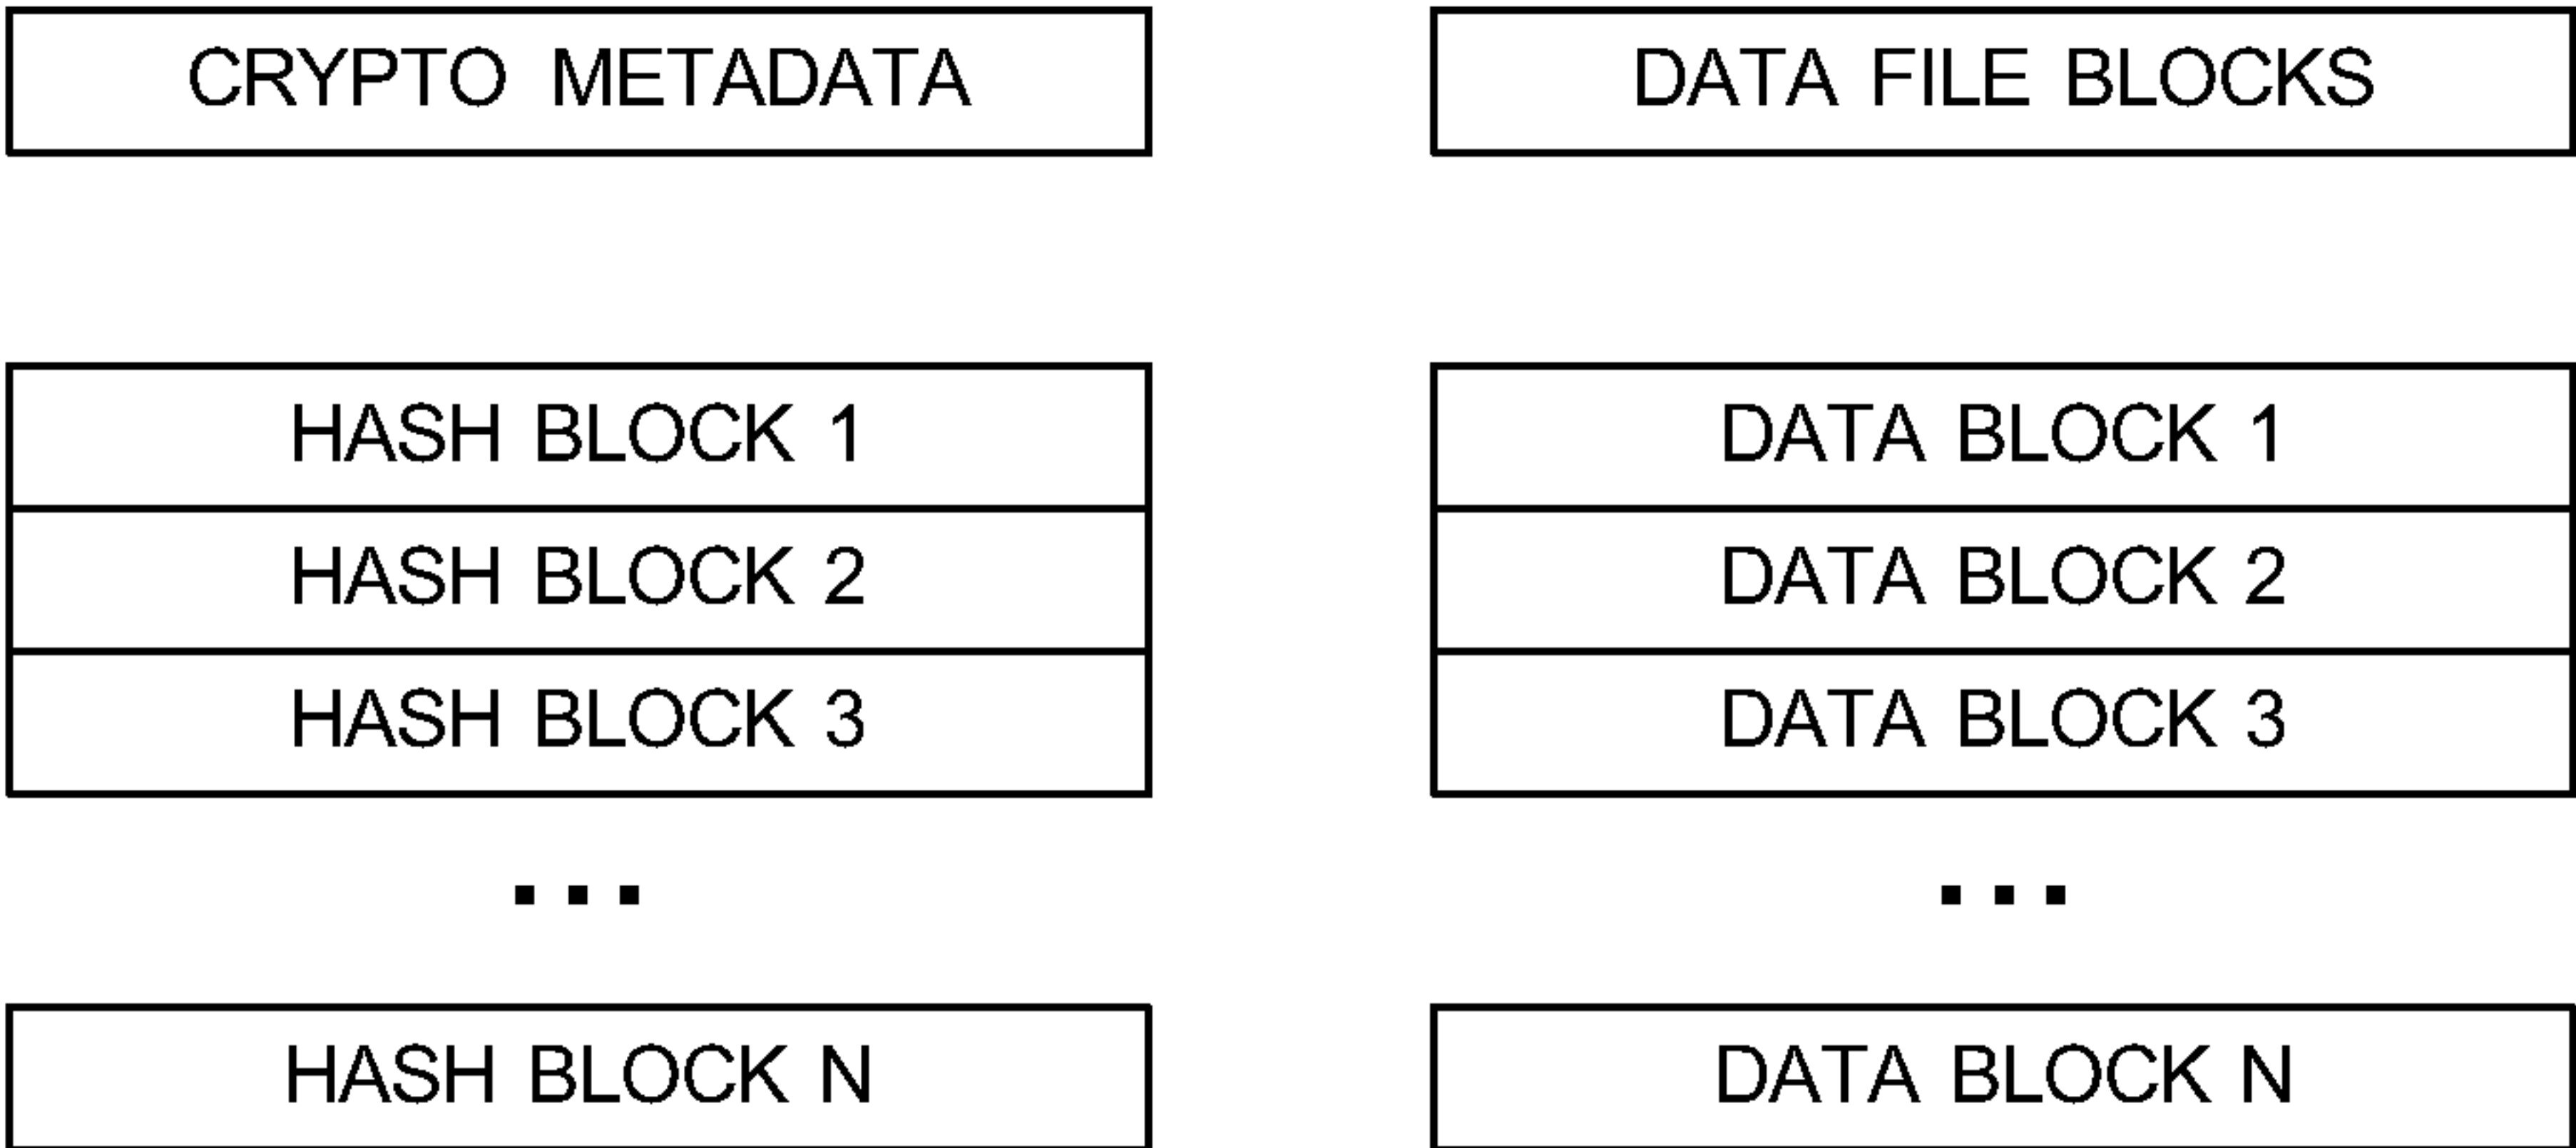 CRYPTO METADATA
DATA FILE BLOCKS
HASH BLOCK 1
HASH BLOCK 2
HASH BLOCK 3
...
HASH BLOCK N
DATA BLOCK 1
DATA BLOCK 2
DATA BLOCK 3
...
DATA BLOCK N